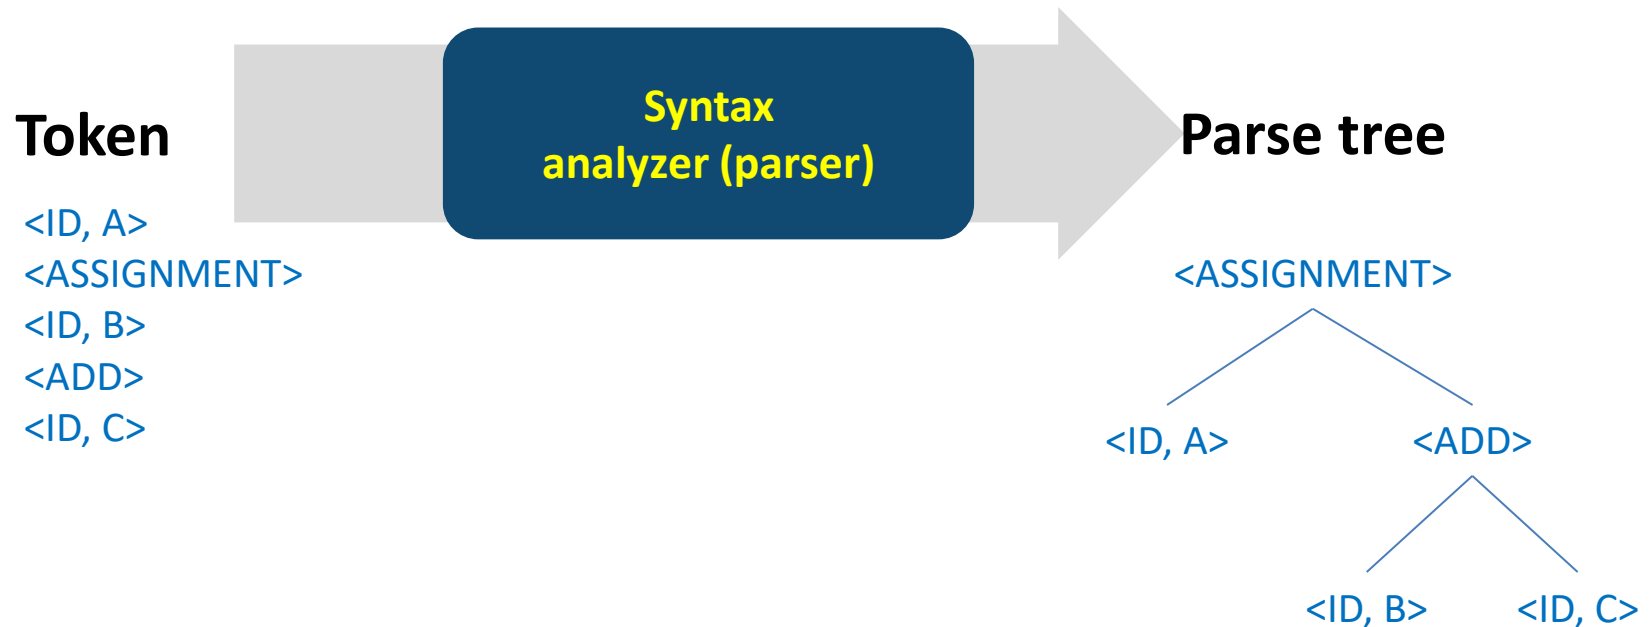 Token
<ID, A>
<ASSIGNMENT>
<ID, B>
<ADD>
<ID, C>
Syntax
analyzer (parser)
Parse tree
<ASSIGNMENT>
<ID, A> <ADD>
<ID, B> <ID, C>